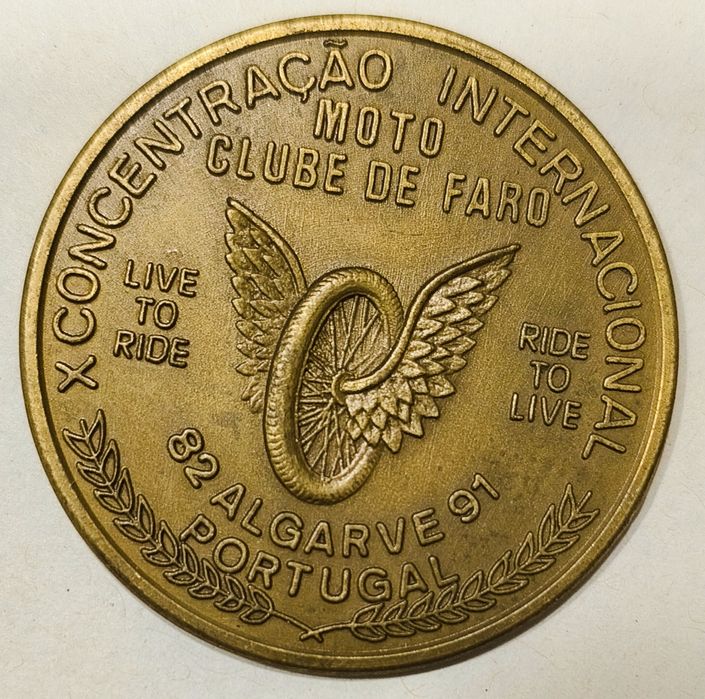 X CONCENTRAÇÃO INTERNACIONAL
MOTO
CLUBE DE FARO
LIVE
TO
RIDE
RIDE
TO
LIVE
82 ALGARVE 91
PORTUGAL